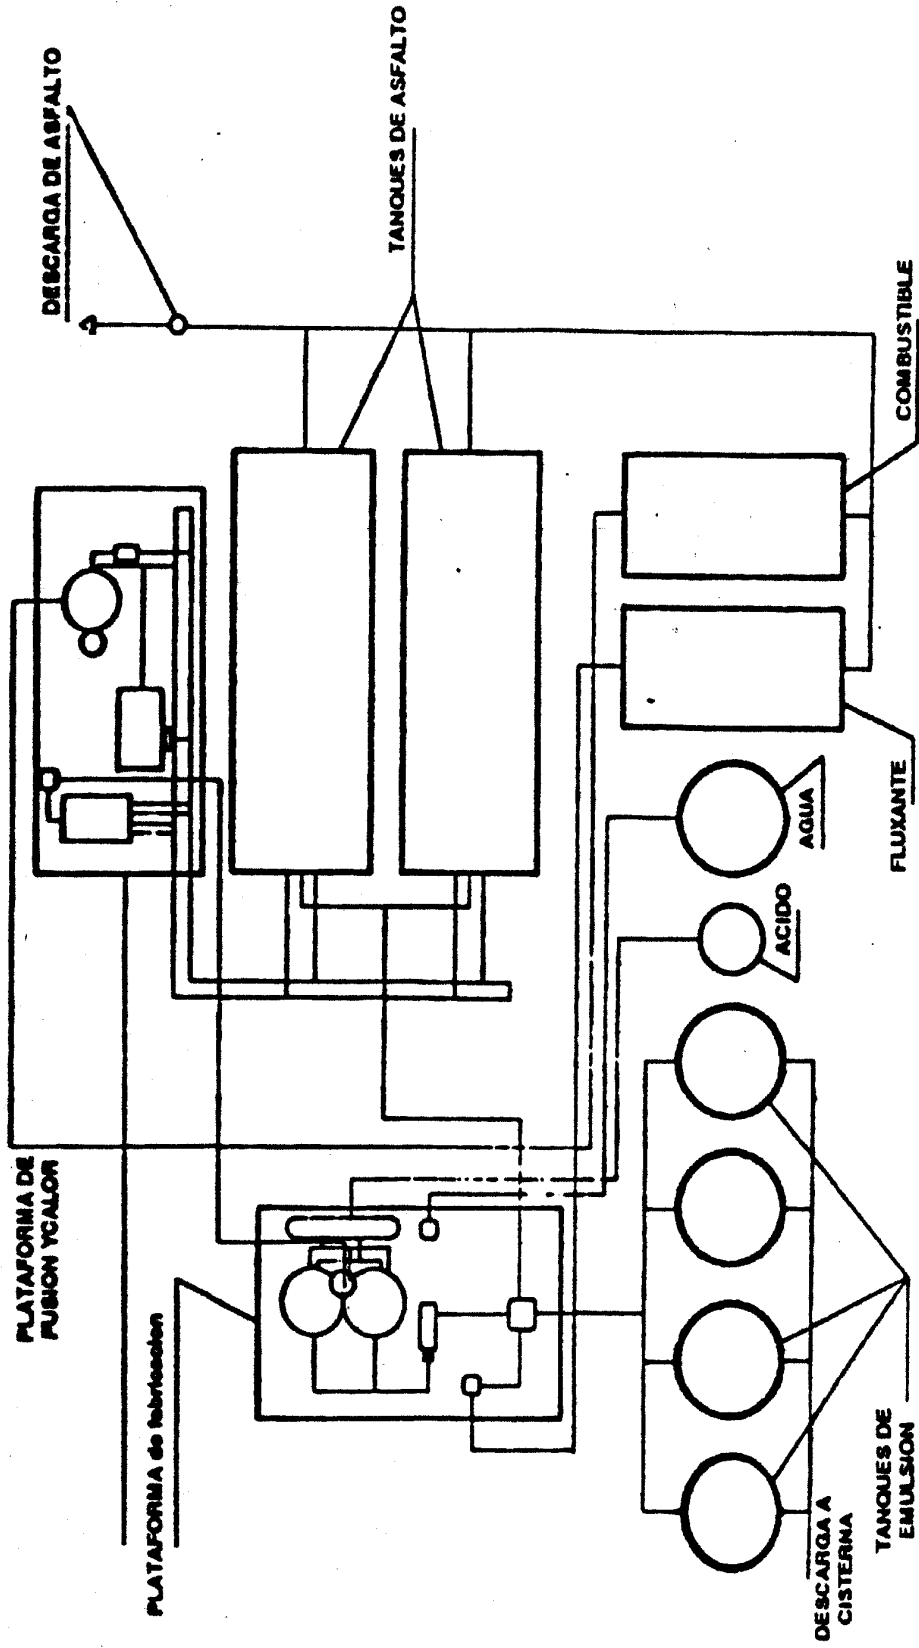 DESCARGA DE ASFALTO
TANQUES DE ASFALTO
COMBUSTIBLE
FLUXANTE
AGUA
ACIDO
PLATAFORMA DE
FUSION YCALOR
PLATAFORMA de fabricacion
TANQUES DE
EMULSION
DESCARGA A
CISTERNA